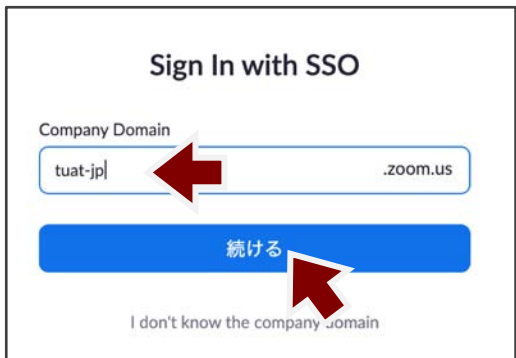 Sign In with SSO
Company Domain
tuat-jp .zoom.us
続ける
I don't know the company domain